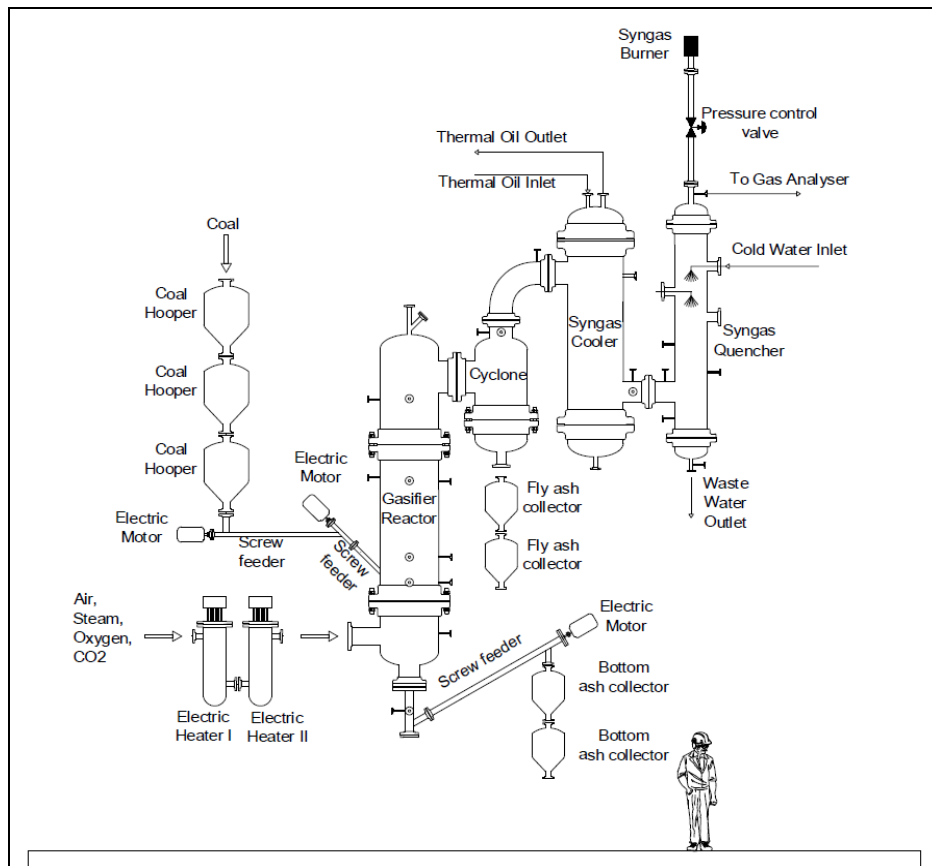 Syngas
Burner
Pressure control
valve
Thermal Oil Outlet
Thermal Oil Inlet
To Gas Analyser
Coal
Cold Water Inlet
Coal
Hooper
Syngas
Cooler
Syngas
Quencher
Cyclone
Coal
Hooper
Coal
Hooper
Electric
Motor
Gasifier
Reactor
Fly ash
collector
Waste
Water
Outlet
Electric
Motor
Screw
feeder
Screw
feeder
Fly ash
collector
Air,
Steam,
Oxygen,
CO2
Electric
Motor
Screw feeder
Bottom
ash collector
Electric
Heater I
Electric
Heater II
Bottom
ash collector